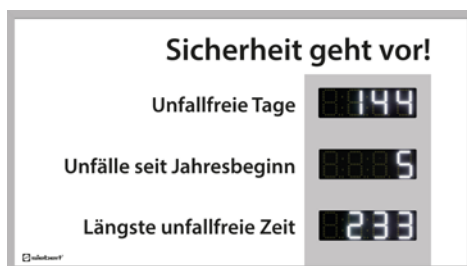 Sicherheit geht vor!
Unfallfreie Tage 144
Unfälle seit Jahresbeginn 5
Längste unfallfreie Zeit 233